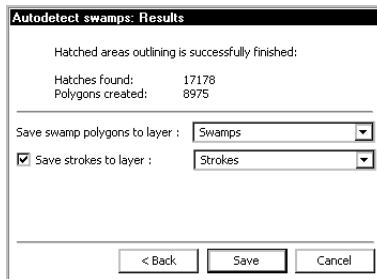 Autodetect swamps: Results
Hatched areas outlining is successfully finished:
Hatches found: 17178
Polygons created: 8975
Save swamp polygons to layer : Swamps
Save strokes to layer : Strokes
< Back Save Cancel